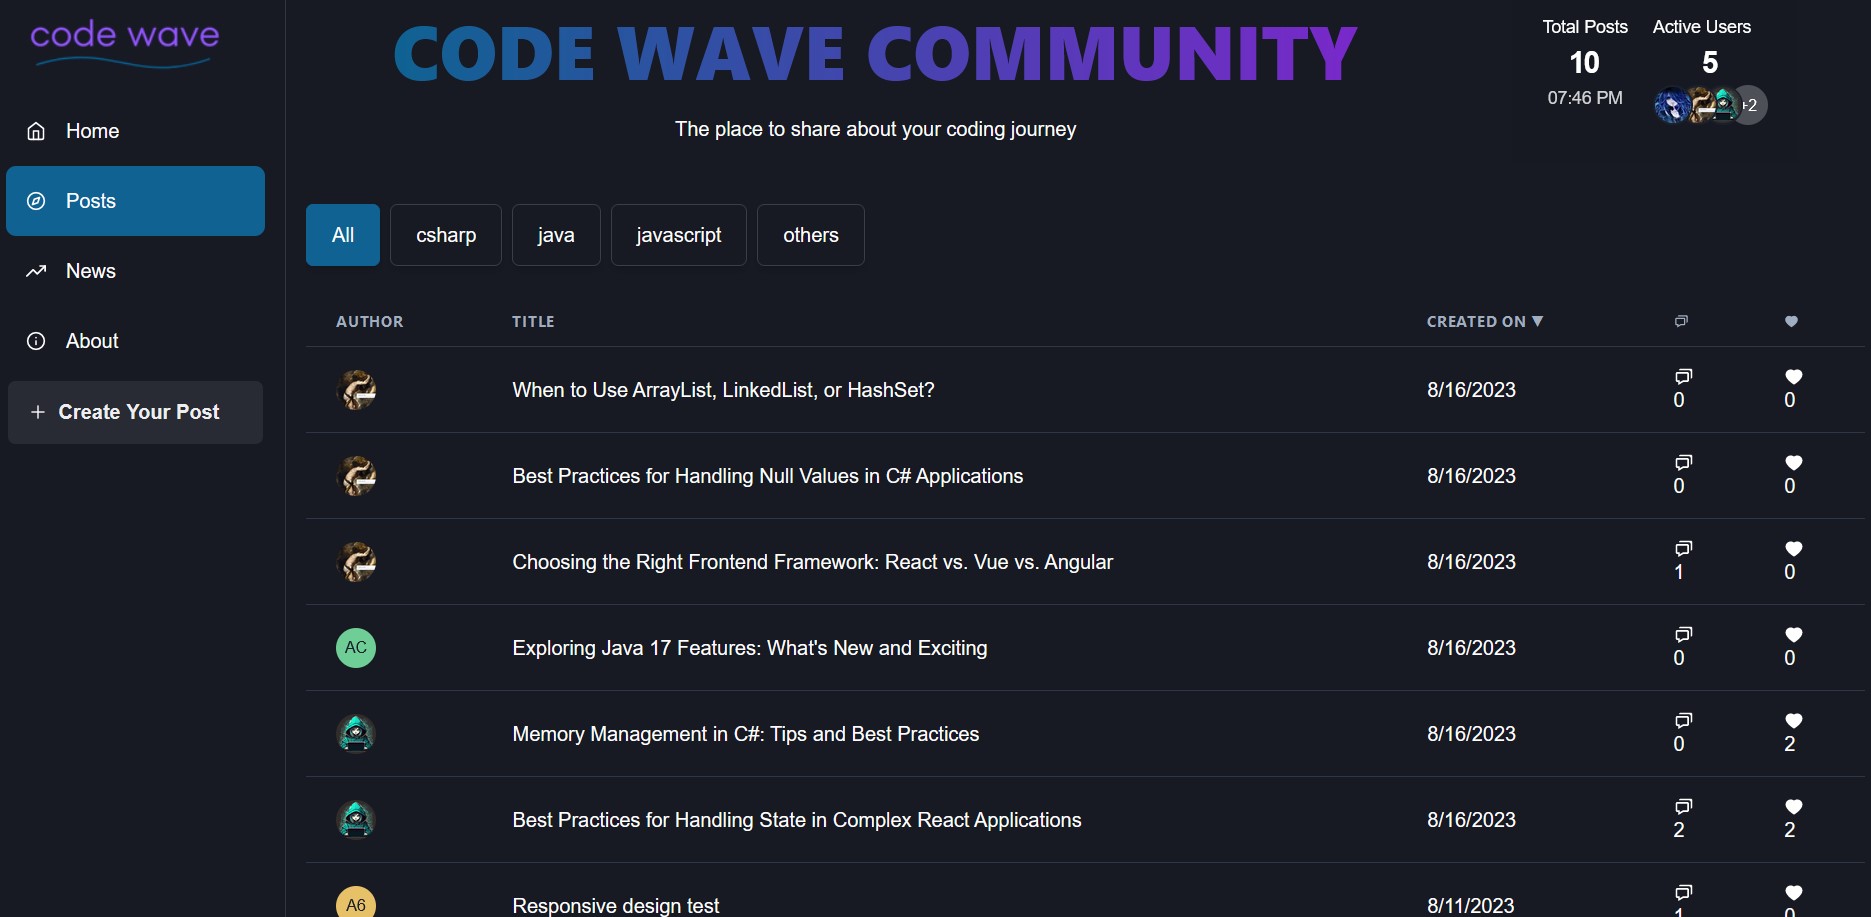 code wave
Home
Posts
News
About
+ Create Your Post
CODE WAVE COMMUNITY
The place to share about your coding journey
Total Posts
10
07:46 PM
Active Users
5
+2
All csharp java javascript others
AUTHOR TITLE CREATED ON ▼
When to Use ArrayList, LinkedList, or HashSet? 8/16/2023 0 0
Best Practices for Handling Null Values in C# Applications 8/16/2023 0 0
Choosing the Right Frontend Framework: React vs. Vue vs. Angular 8/16/2023 1 0
AC Exploring Java 17 Features: What's New and Exciting 8/16/2023 0 0
Memory Management in C#: Tips and Best Practices 8/16/2023 0 2
Best Practices for Handling State in Complex React Applications 8/16/2023 2 2
A6 Responsive design test 8/11/2023